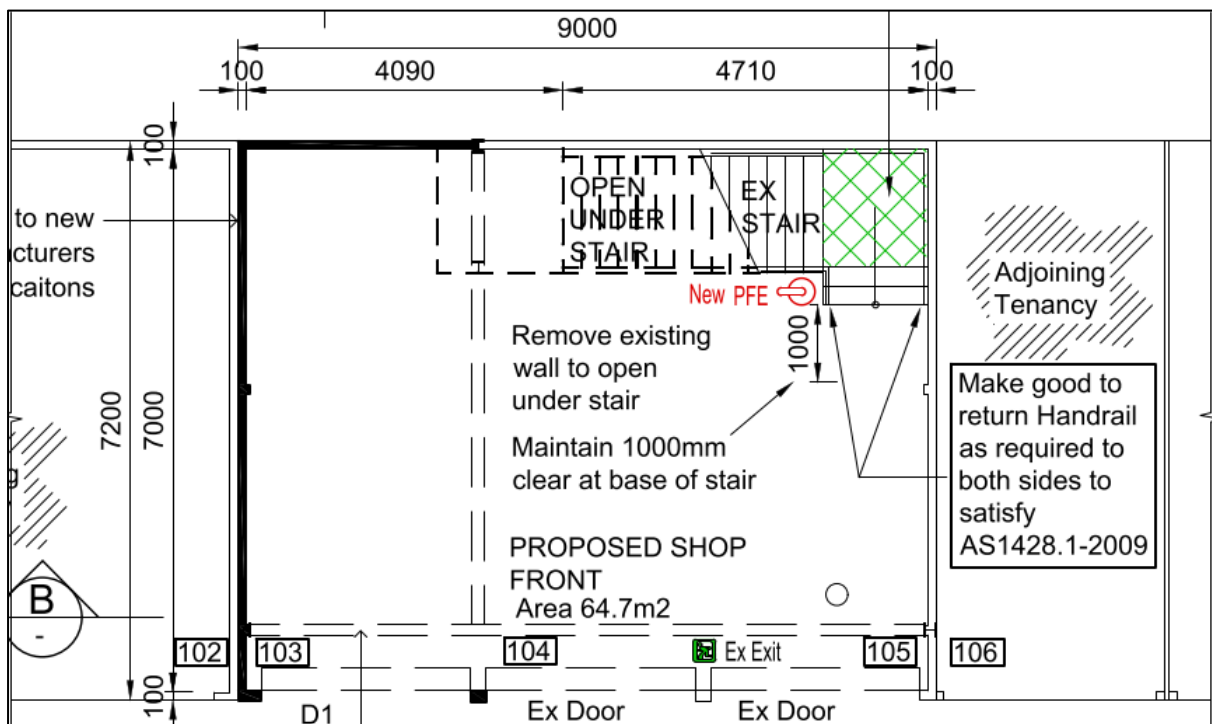 9000
100
4090
4710
100
100
OPEN
UNDER
STAIR
EX
STAIR
to new
cturers
caitons
Adjoining
Tenancy
New PFE
1000
Remove existing
wall to open
under stair
Maintain 1000mm
clear at base of stair
7200
7000
Make good to
return Handrail
as required to
both sides to
satisfy
AS1428.1-2009
g
PROPOSED SHOP
FRONT
Area 64.7m2
B
-
102
103
104
Ex Exit
105
106
100
D1
Ex Door
Ex Door